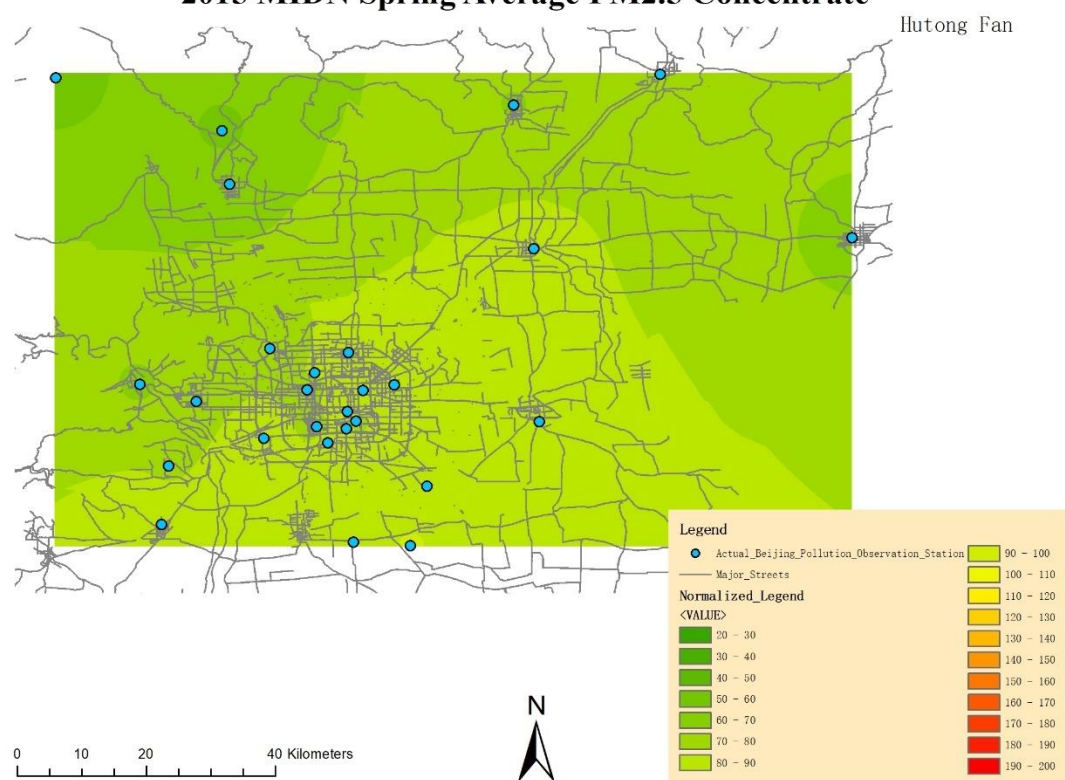 2015 MIDN Spring Average PM2.5 Concentrate
Hutong Fan
Legend
Actual_Beijing_Pollution_Observation_Station
Major_Streets
Normalized_Legend
<VALUE>
20 - 30
30 - 40
40 - 50
50 - 60
60 - 70
70 - 80
80 - 90
90 - 100
100 - 110
110 - 120
120 - 130
130 - 140
140 - 150
150 - 160
160 - 170
170 - 180
180 - 190
190 - 200
N
0 10 20 40 Kilometers